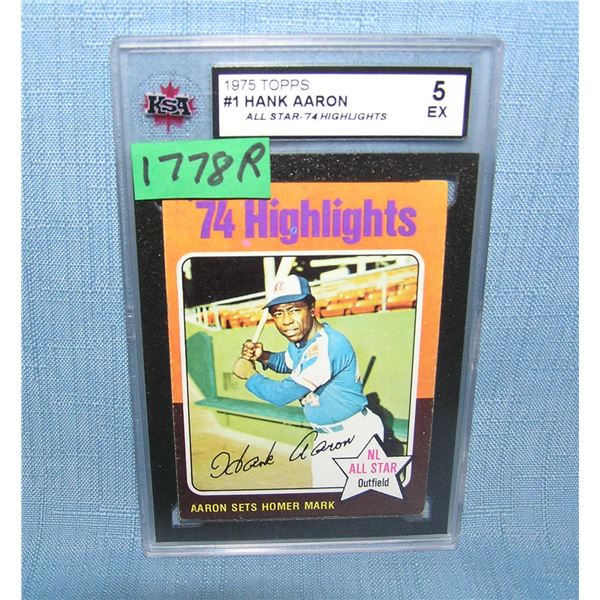 KSA
1975 TOPPS
#1 HANK AARON
ALL STAR-'74 HIGHLIGHTS
5
EX
1778R
'74 Highlights
a
Hank Aaron
NL
ALL STAR
Outfield
AARON SETS HOMER MARK